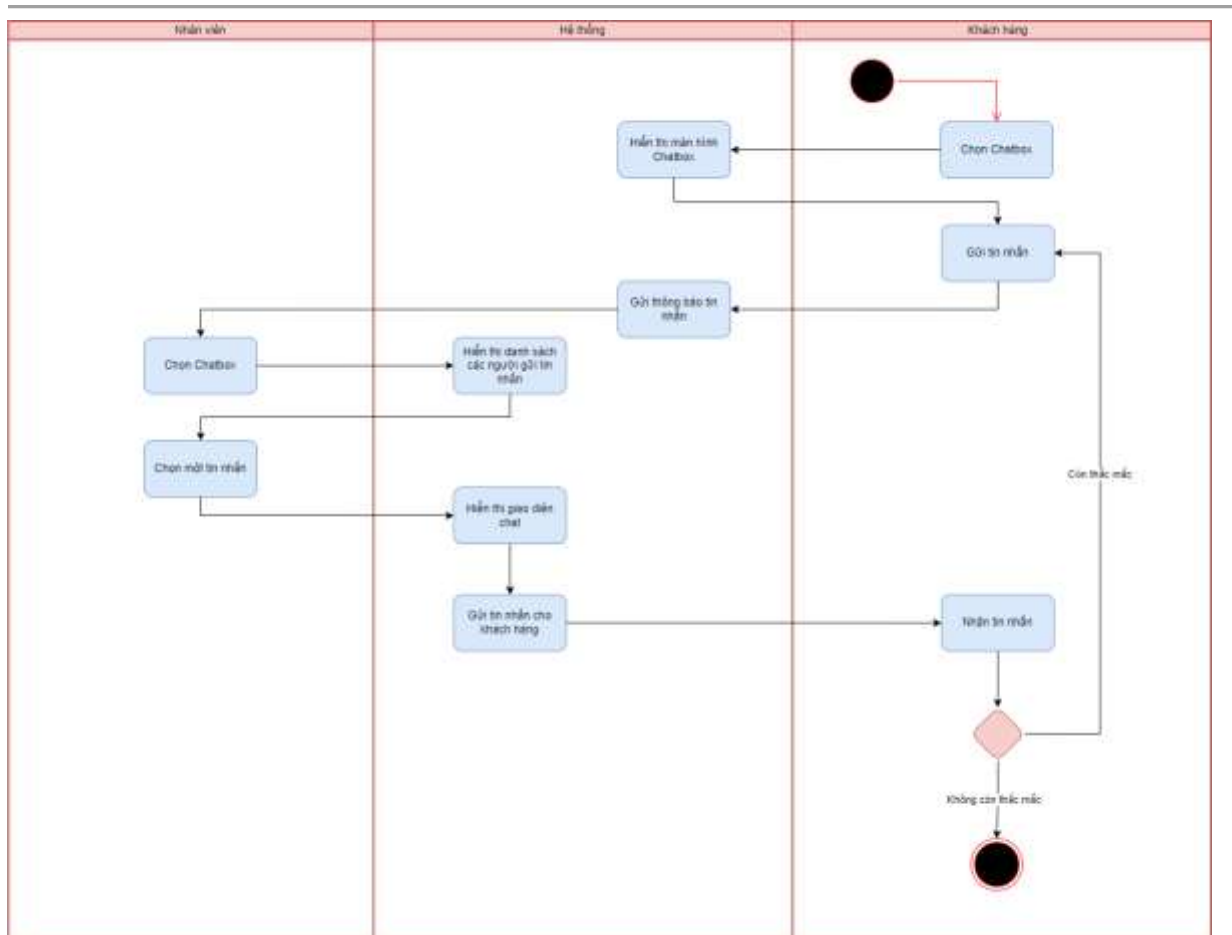 Nhân viên
Hệ thống
Khách hàng
Chọn Chatbox
Hiển thị màn hình
Chatbox
Gửi tin nhắn
Gửi thông báo tin
nhắn
Chọn Chatbox
Hiển thị danh sách
các người gửi tin
nhắn
Chọn một tin nhắn
Hiển thị giao diện
chat
Gửi tin nhắn cho
khách hàng
Nhận tin nhắn
Còn thắc mắc
Không còn thắc mắc